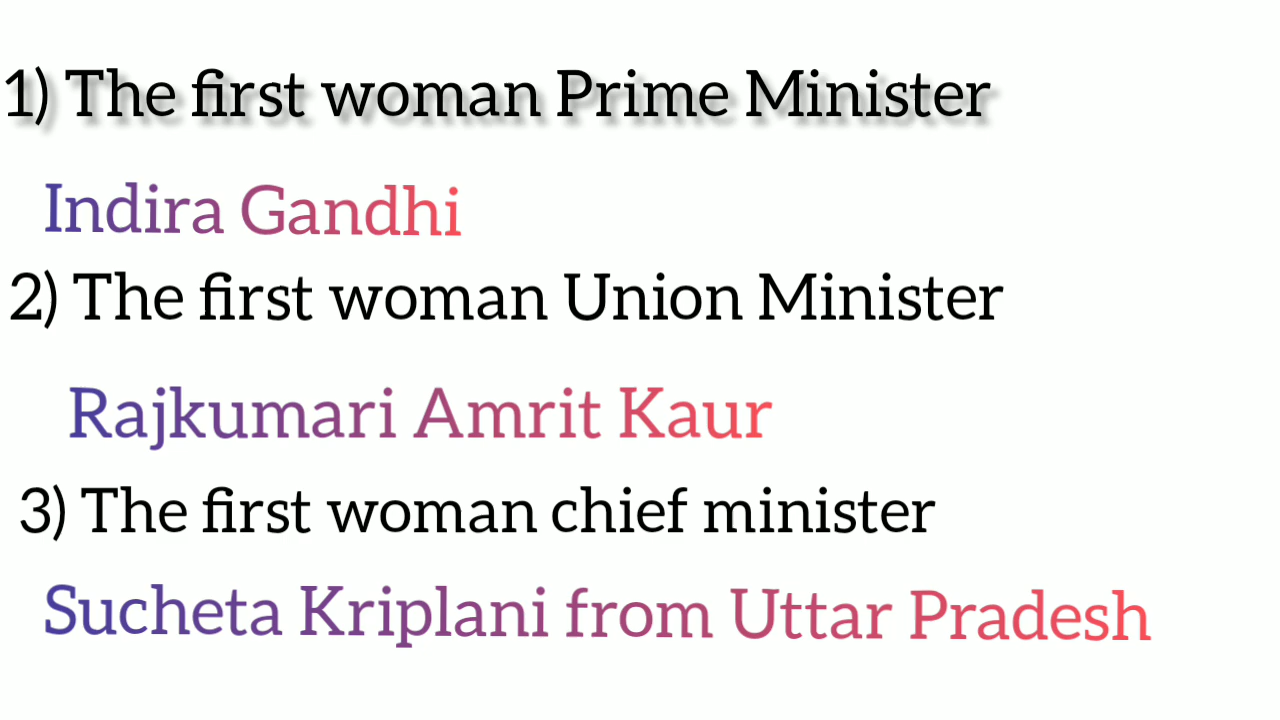 1) The first woman Prime Minister
Indira Gandhi
2) The first woman Union Minister
Rajkumari Amrit Kaur
3) The first woman chief minister
Sucheta Kriplani from Uttar Pradesh